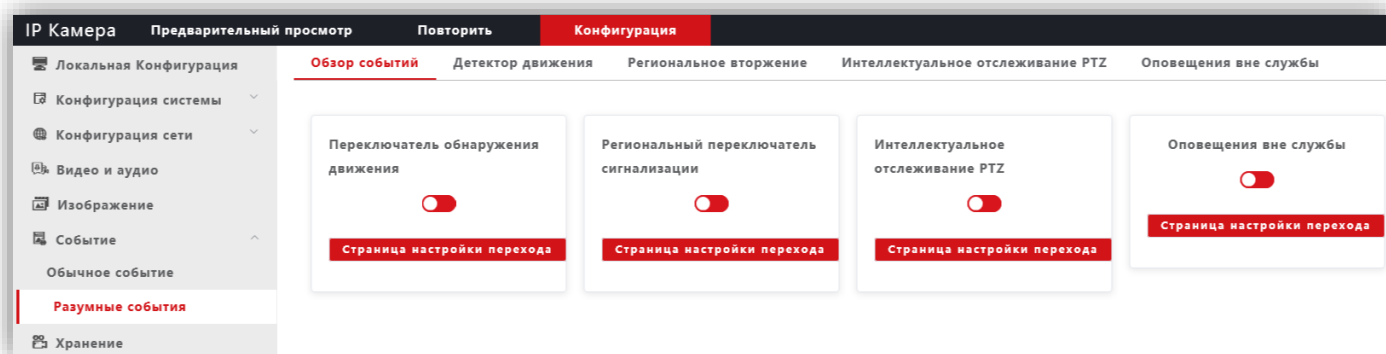 IP Камера Предварительный просмотр Повторить Конфигурация
Локальная Конфигурация
Конфигурация системы
Конфигурация сети
Видео и аудио
Изображение
Событие
Обычное событие
Разумные события
Хранение
Обзор событий Детектор движения Региональное вторжение Интеллектуальное отслеживание PTZ Оповещения вне службы
Переключатель обнаружения
движения
Страница настройки перехода
Региональный переключатель
сигнализации
Страница настройки перехода
Интеллектуальное
отслеживание PTZ
Страница настройки перехода
Оповещения вне службы
Страница настройки перехода